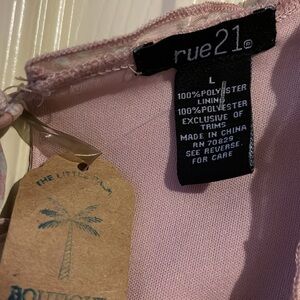 rue21®
L
100%POLYESTER
LINING
100%POLYESTER
EXCLUSIVE OF
TRIMS
MADE IN CHINA
RN 70829
SEE REVERSE
FOR CARE
THE LITTLE